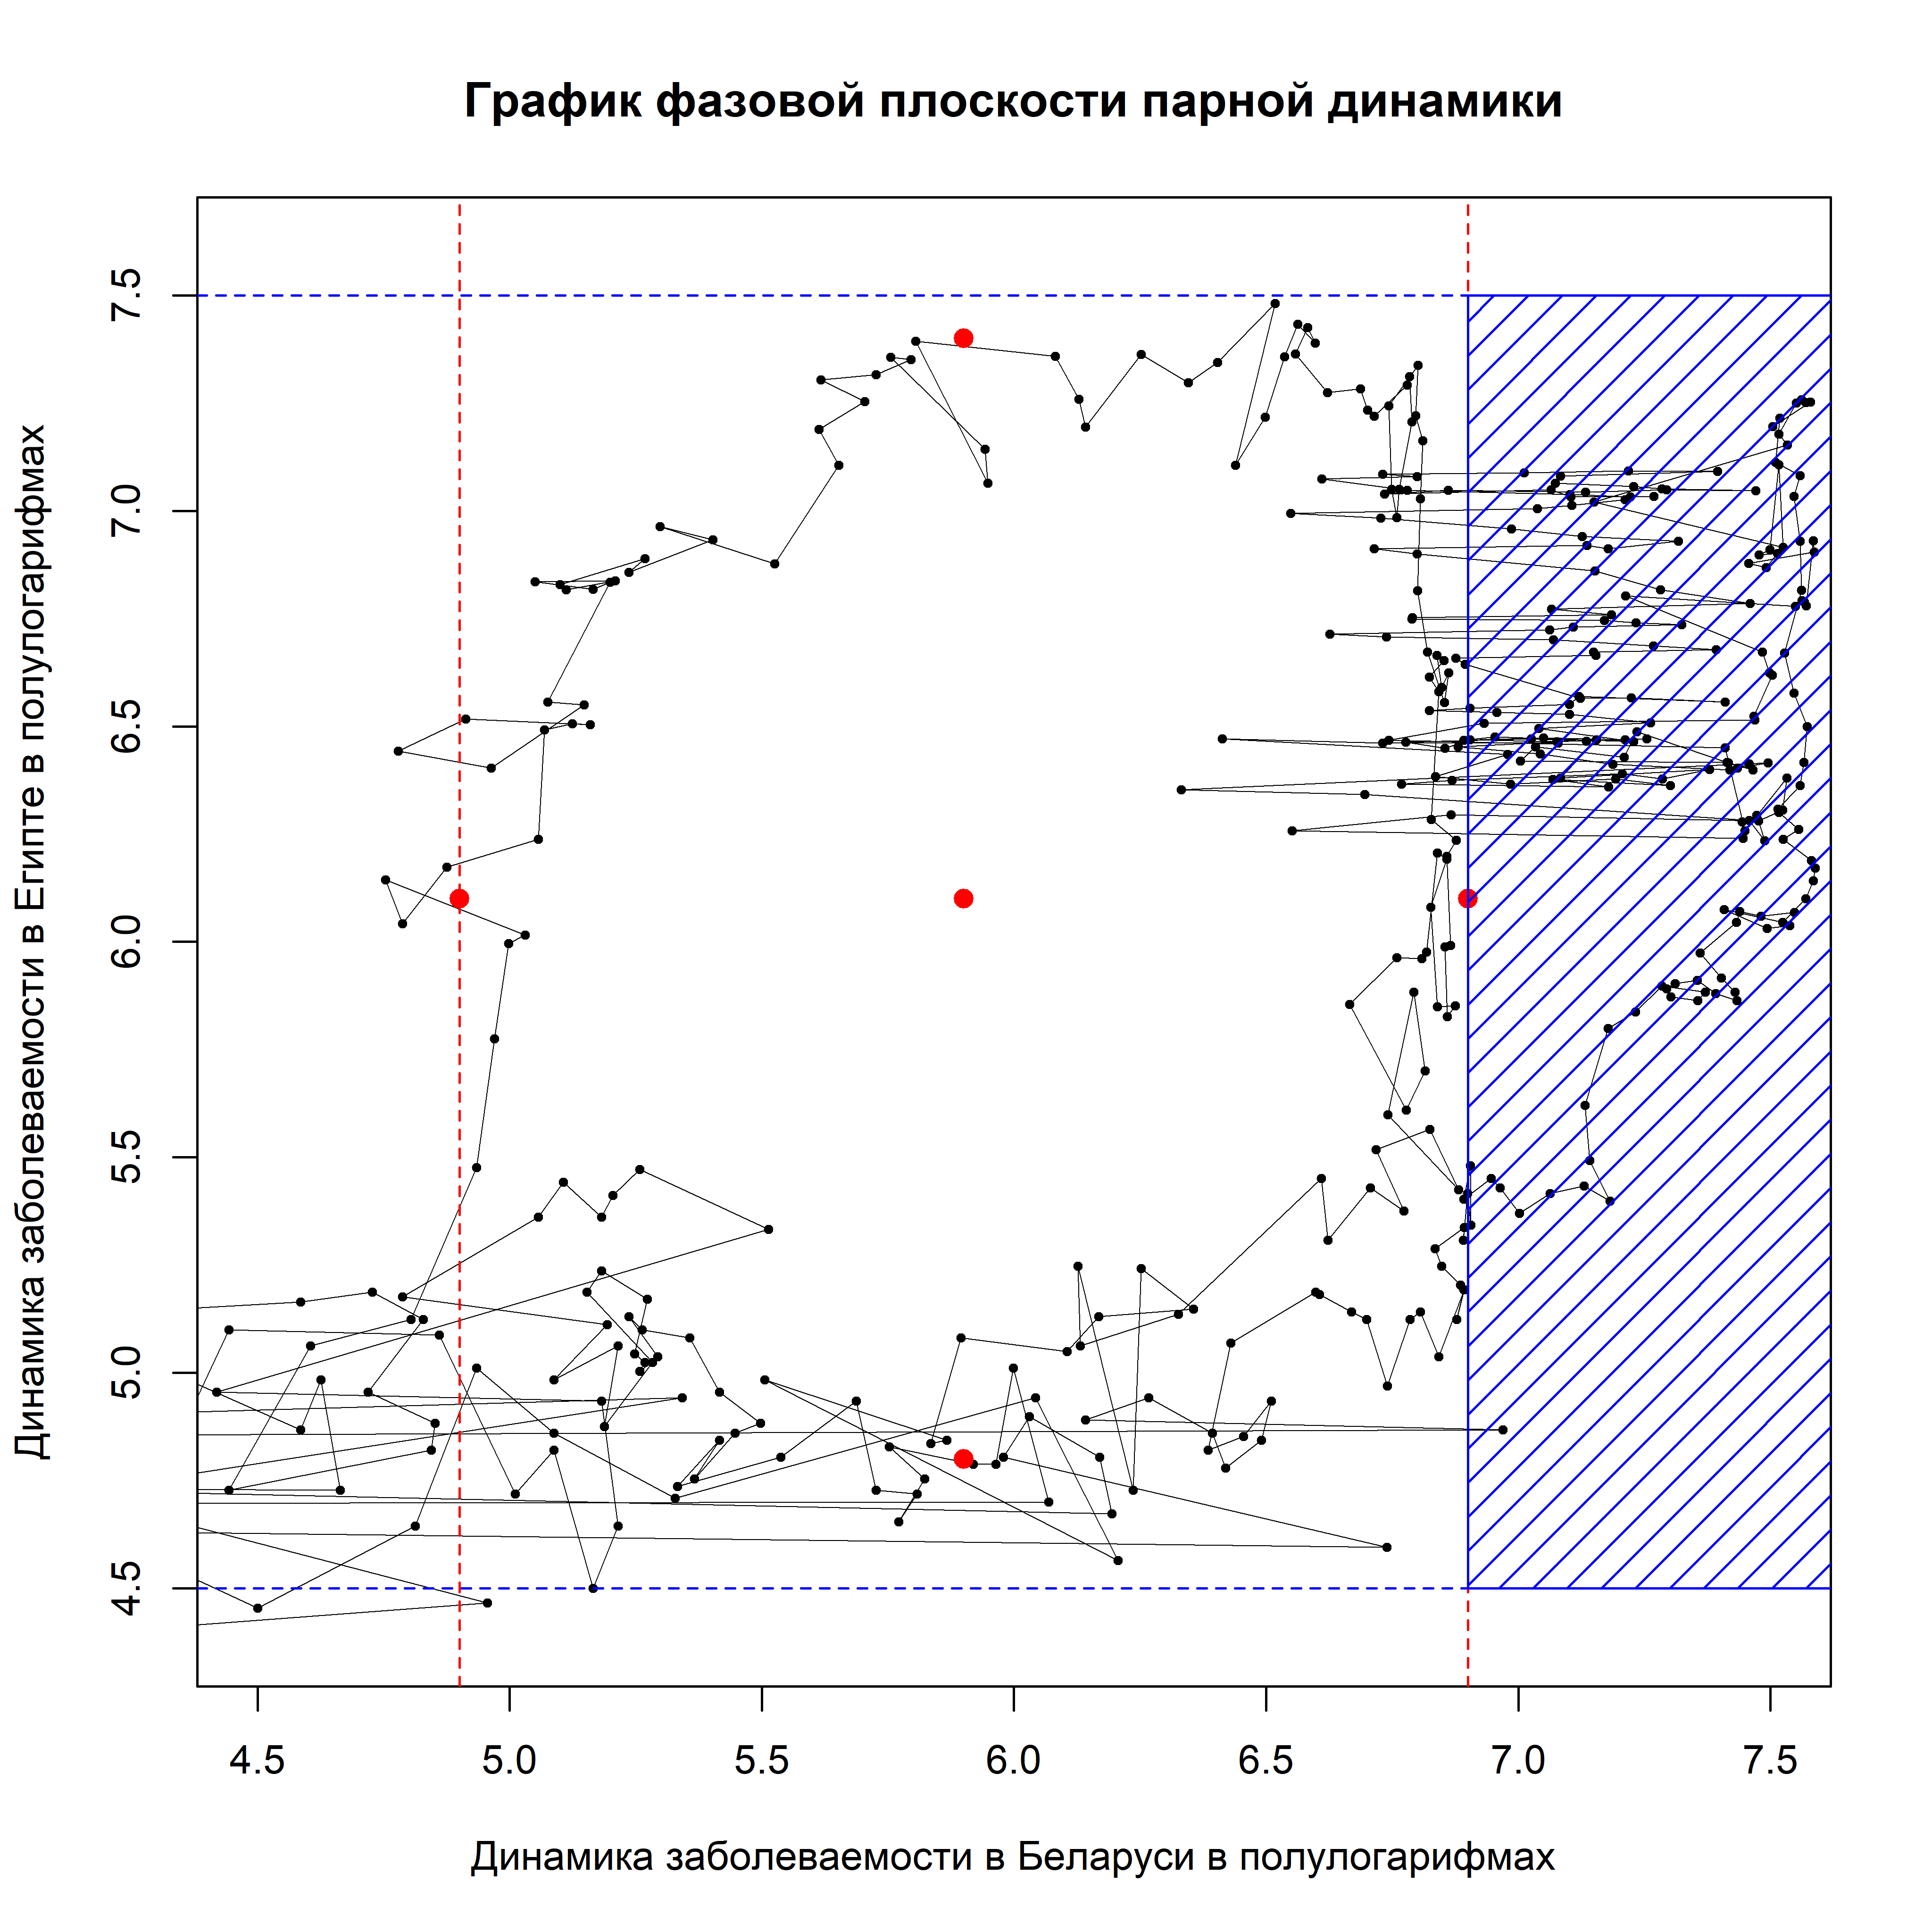 График фазовой плоскости парной динамики
Динамика заболеваемости в Египте в полулогарифмах
7.5
7.0
6.5
6.0
5.5
5.0
4.5
4.5 5.0 5.5 6.0 6.5 7.0 7.5
Динамика заболеваемости в Беларуси в полулогарифмах